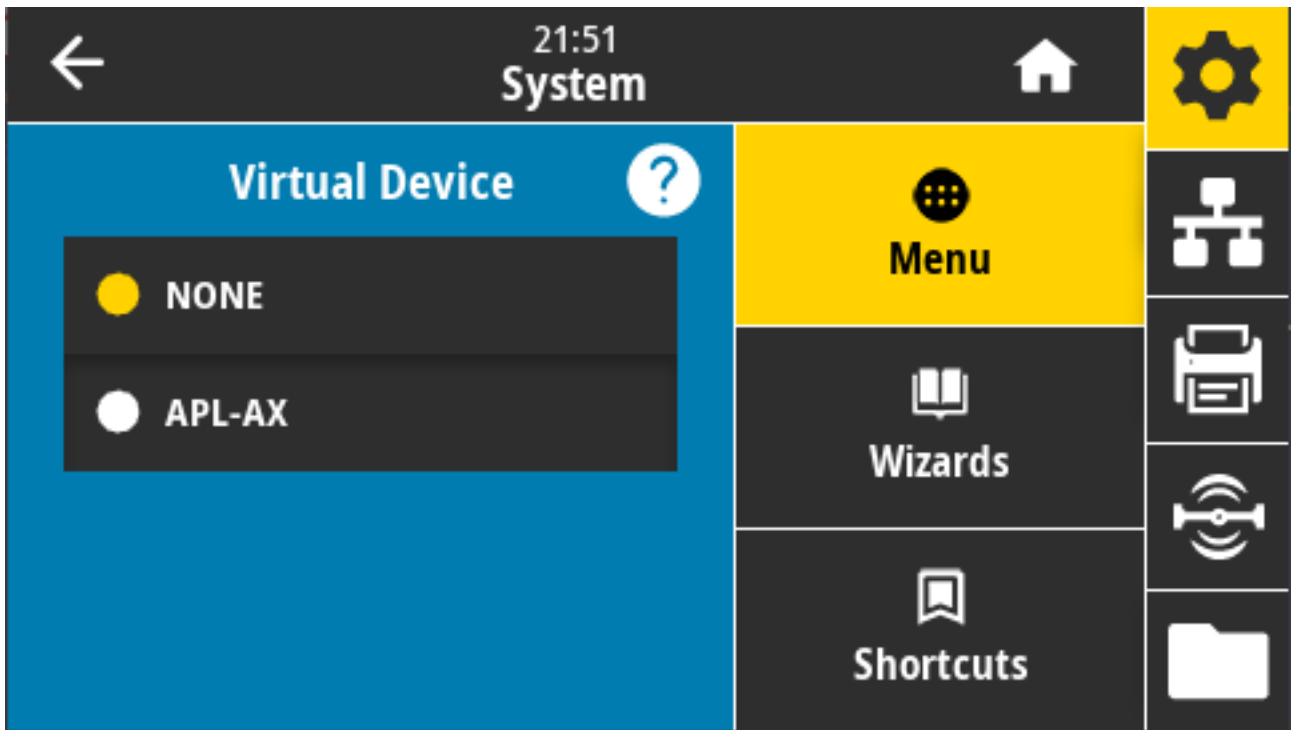 21:51
System
Virtual Device
?
NONE
APL-AX
Menu
Wizards
Shortcuts